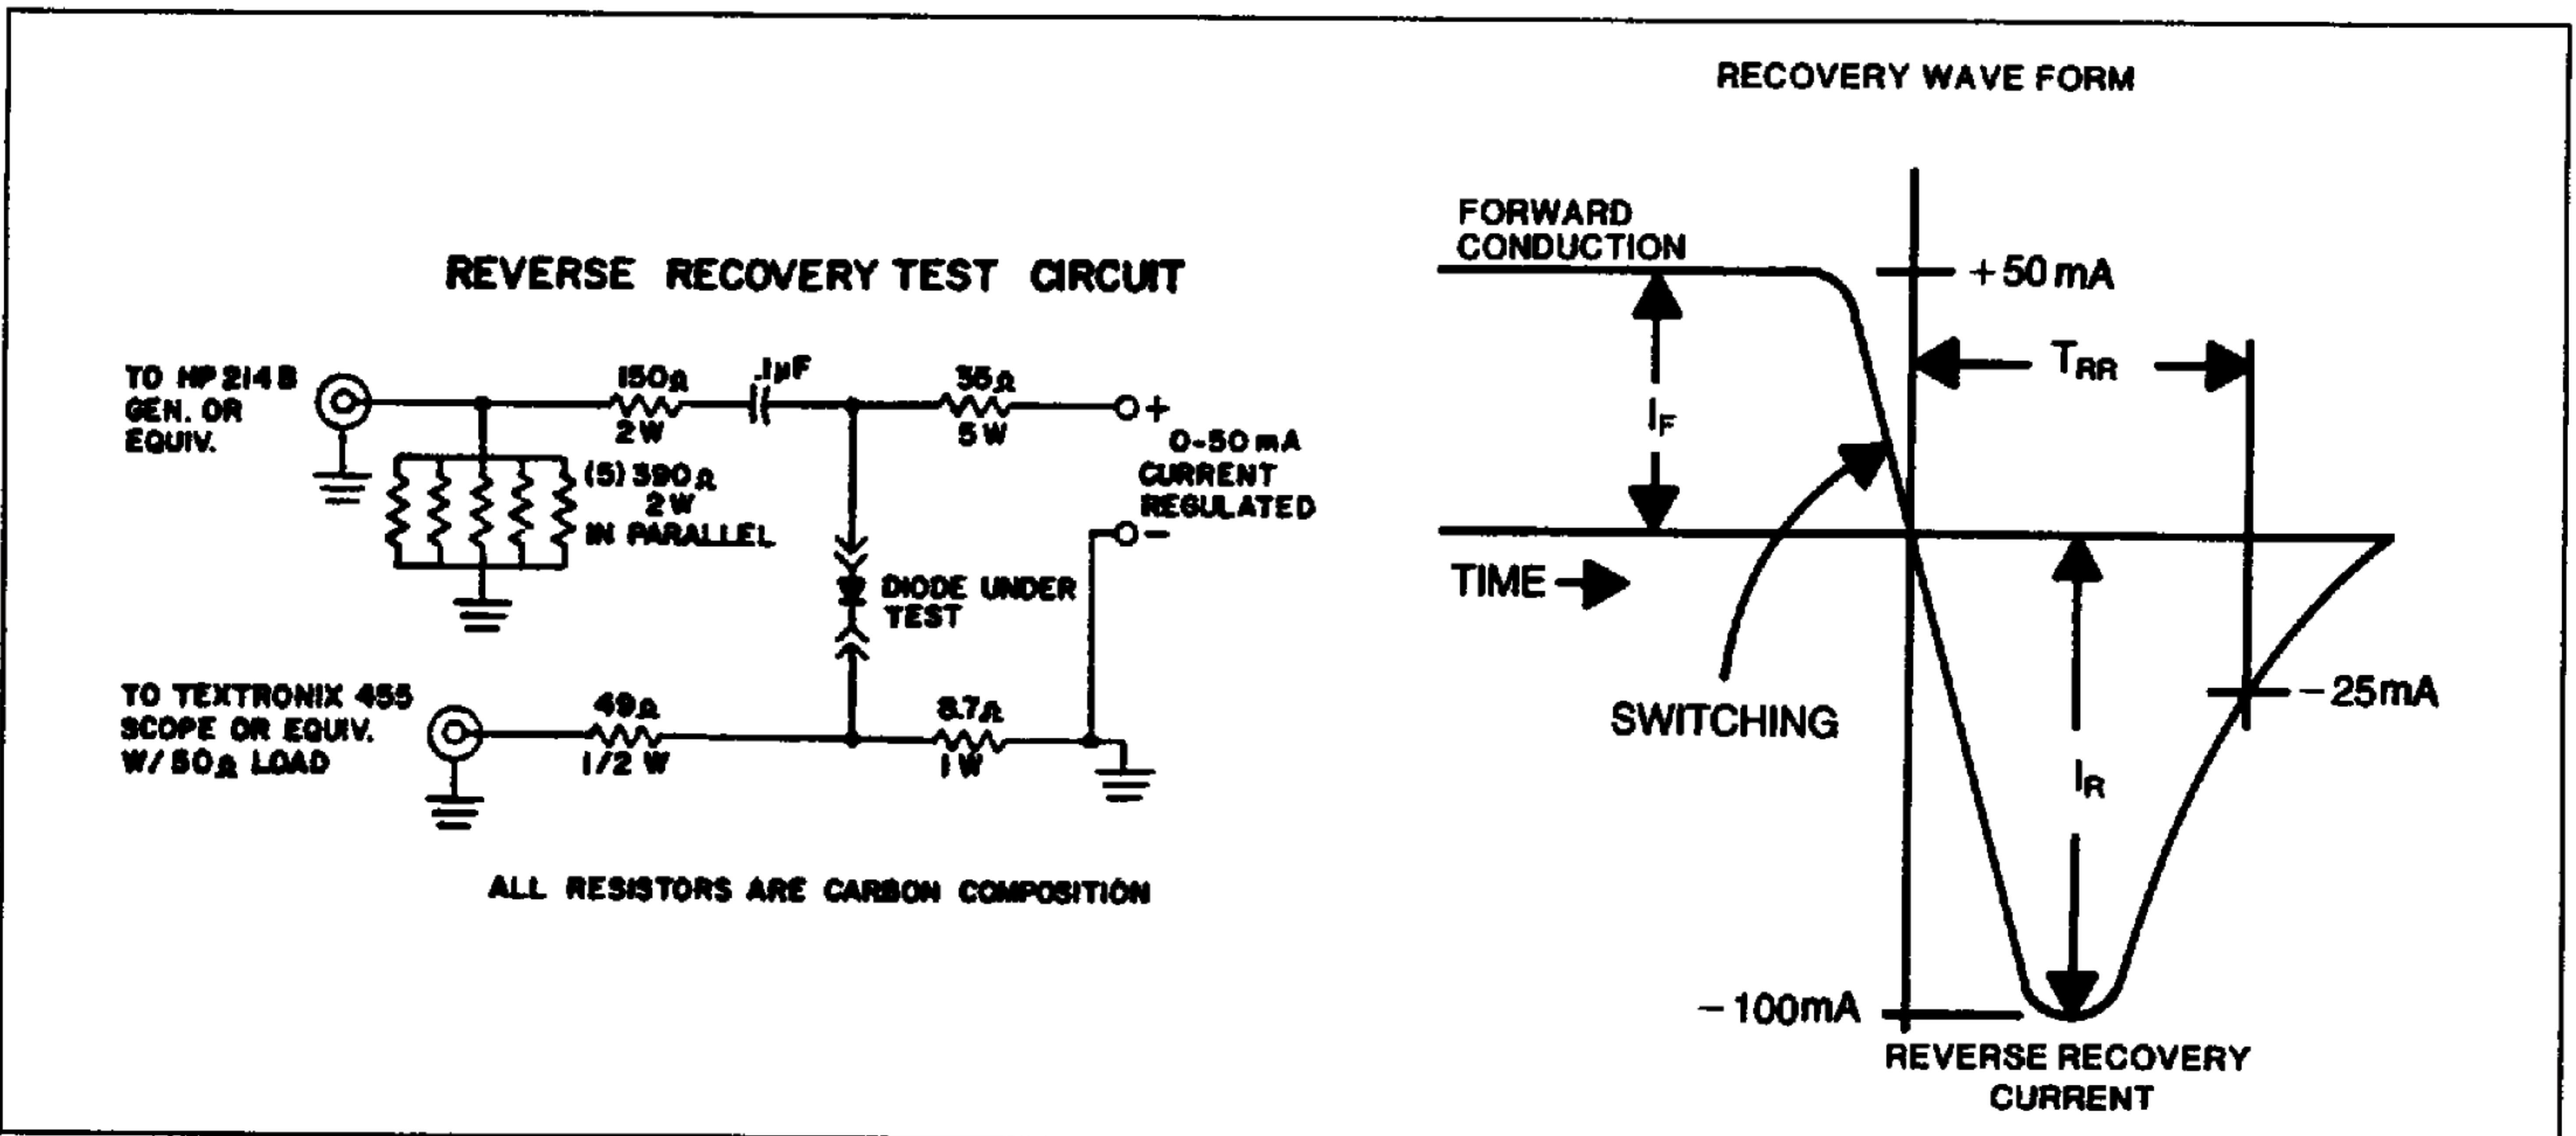 RECOVERY WAVE FORM
REVERSE RECOVERY TEST CIRCUIT
TO HP 214 B
GEN. OR
EQUIV.
150Ω
2W
.1µF
35Ω
5W
+
0-50 mA
CURRENT
REGULATED
−
(5) 390Ω
2W
IN PARALLEL
DIODE UNDER
TEST
TO TEXTRONIX 455
SCOPE OR EQUIV.
W/50Ω LOAD
49Ω
1/2 W
8.7Ω
1W
ALL RESISTORS ARE CARBON COMPOSITION
FORWARD
CONDUCTION
+50 mA
TRR
IF
TIME
SWITCHING
−25mA
IR
−100mA
REVERSE RECOVERY
CURRENT